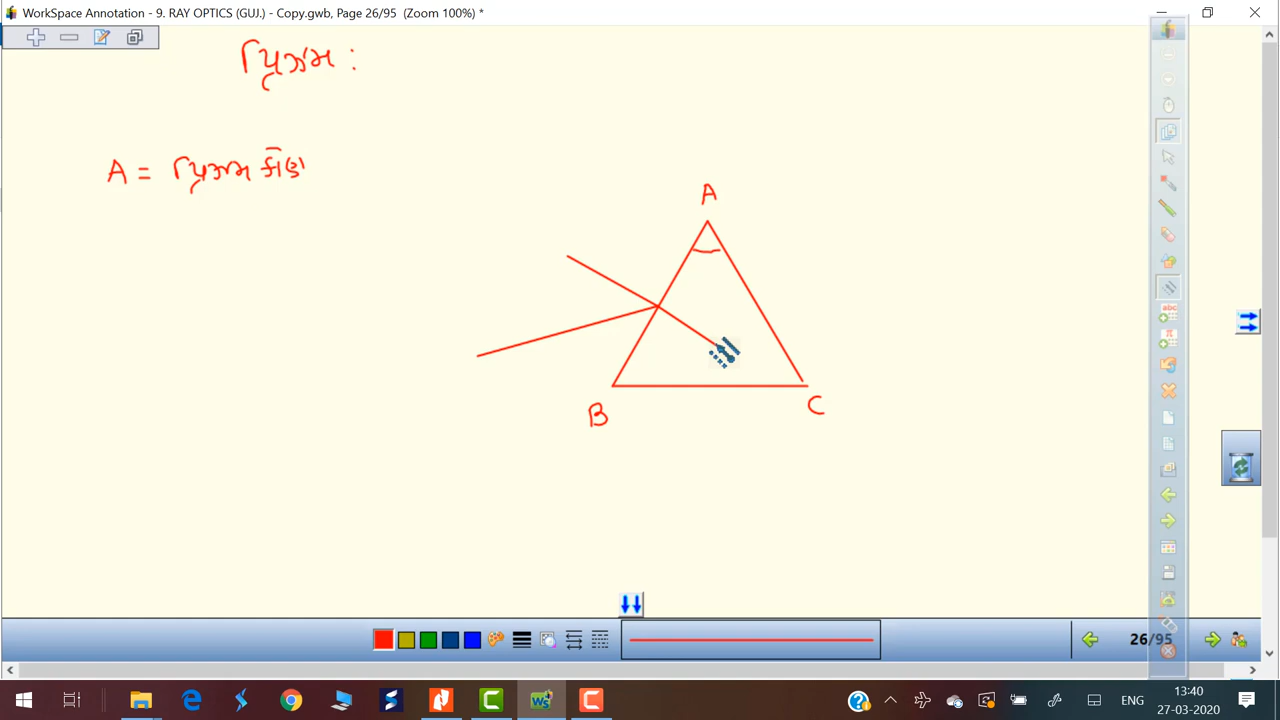 WorkSpace Annotation - 9. RAY OPTICS (GUJ.) - Copy.gwb, Page 26/95 (Zoom 100%) *
પ્રિઝમ :
A = પ્રિઝમ કોણ
A
B
C
abc
π
26/95
ENG
13:40
27-03-2020